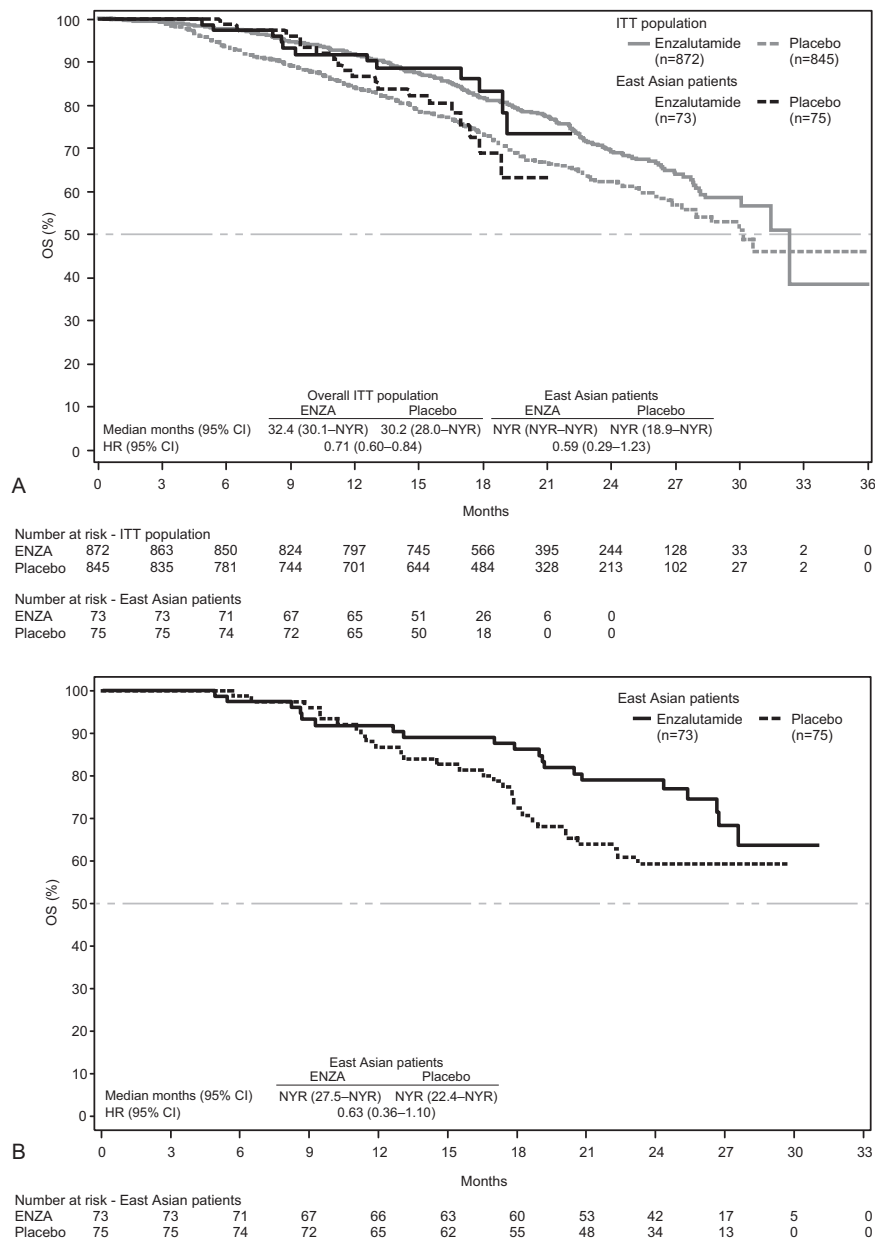 ITT population
Enzalutamide Placebo
(n=872) (n=845)
East Asian patients
Enzalutamide Placebo
(n=73) (n=75)
100
90
80
70
60
50
40
30
20
10
0
OS (%)
Overall ITT population East Asian patients
ENZA Placebo ENZA Placebo
Median months (95% CI) 32.4 (30.1–NYR) 30.2 (28.0–NYR) NYR (NYR–NYR) NYR (18.9–NYR)
HR (95% CI) 0.71 (0.60–0.84) 0.59 (0.29–1.23)
A
0 3 6 9 12 15 18 21 24 27 30 33 36
Months
Number at risk - ITT population
ENZA 872 863 850 824 797 745 566 395 244 128 33 2 0
Placebo 845 835 781 744 701 644 484 328 213 102 27 2 0
Number at risk - East Asian patients
ENZA 73 73 71 67 65 51 26 6 0
Placebo 75 75 74 72 65 50 18 0 0
East Asian patients
Enzalutamide Placebo
(n=73) (n=75)
100
90
80
70
60
50
40
30
20
10
0
OS (%)
East Asian patients
ENZA Placebo
Median months (95% CI) NYR (27.5–NYR) NYR (22.4–NYR)
HR (95% CI) 0.63 (0.36–1.10)
B
0 3 6 9 12 15 18 21 24 27 30 33
Months
Number at risk - East Asian patients
ENZA 73 73 71 67 66 63 60 53 42 17 5 0
Placebo 75 75 74 72 65 62 55 48 34 13 0 0